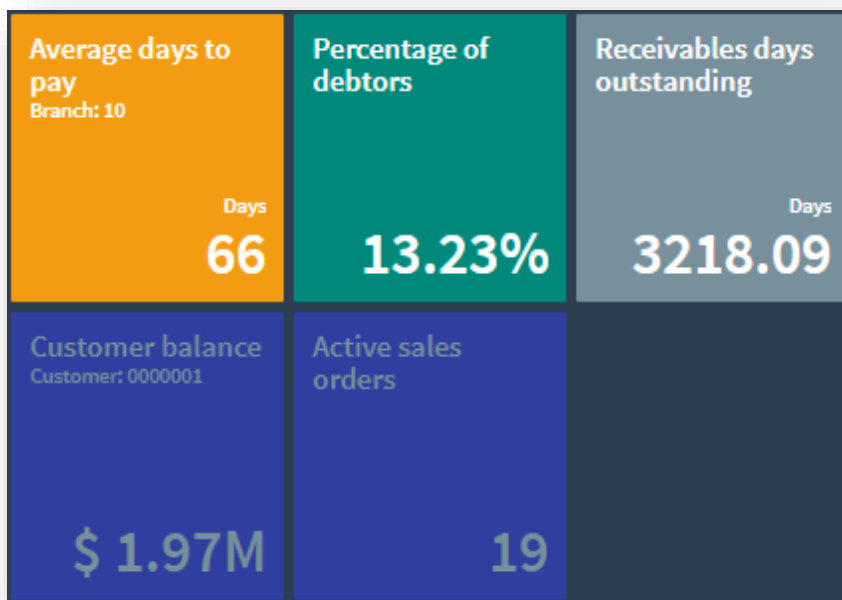 Average days to
pay
Branch: 10
Days
66
Percentage of
debtors
13.23%
Receivables days
outstanding
Days
3218.09
Customer balance
Customer: 0000001
$ 1.97M
Active sales
orders
19